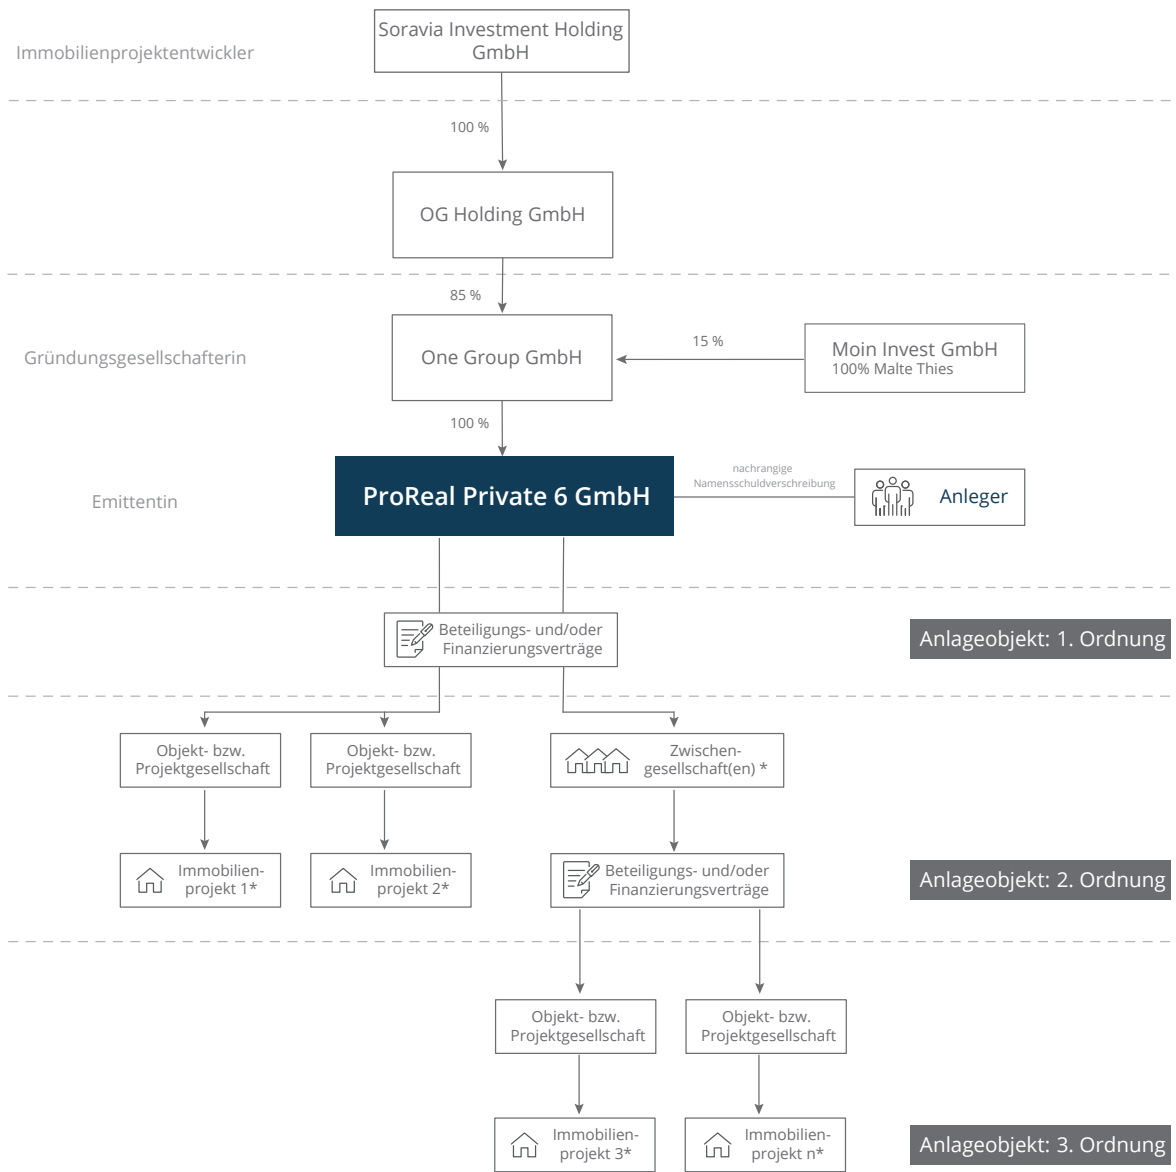 Immobilienprojektentwickler
Soravia Investment Holding
GmbH
100 %
OG Holding GmbH
85 %
Gründungsgesellschafterin
One Group GmbH
15 %
Moin Invest GmbH
100% Malte Thies
100 %
Emittentin
ProReal Private 6 GmbH
nachrangige
Namensschuldverschreibung
Anleger
Beteiligungs- und/oder
Finanzierungsverträge
Anlageobjekt: 1. Ordnung
Objekt- bzw.
Projektgesellschaft
Objekt- bzw.
Projektgesellschaft
Zwischen-
gesellschaft(en) *
Immobilien-
projekt 1*
Immobilien-
projekt 2*
Beteiligungs- und/oder
Finanzierungsverträge
Anlageobjekt: 2. Ordnung
Objekt- bzw.
Projektgesellschaft
Objekt- bzw.
Projektgesellschaft
Immobilien-
projekt 3*
Immobilien-
projekt n*
Anlageobjekt: 3. Ordnung